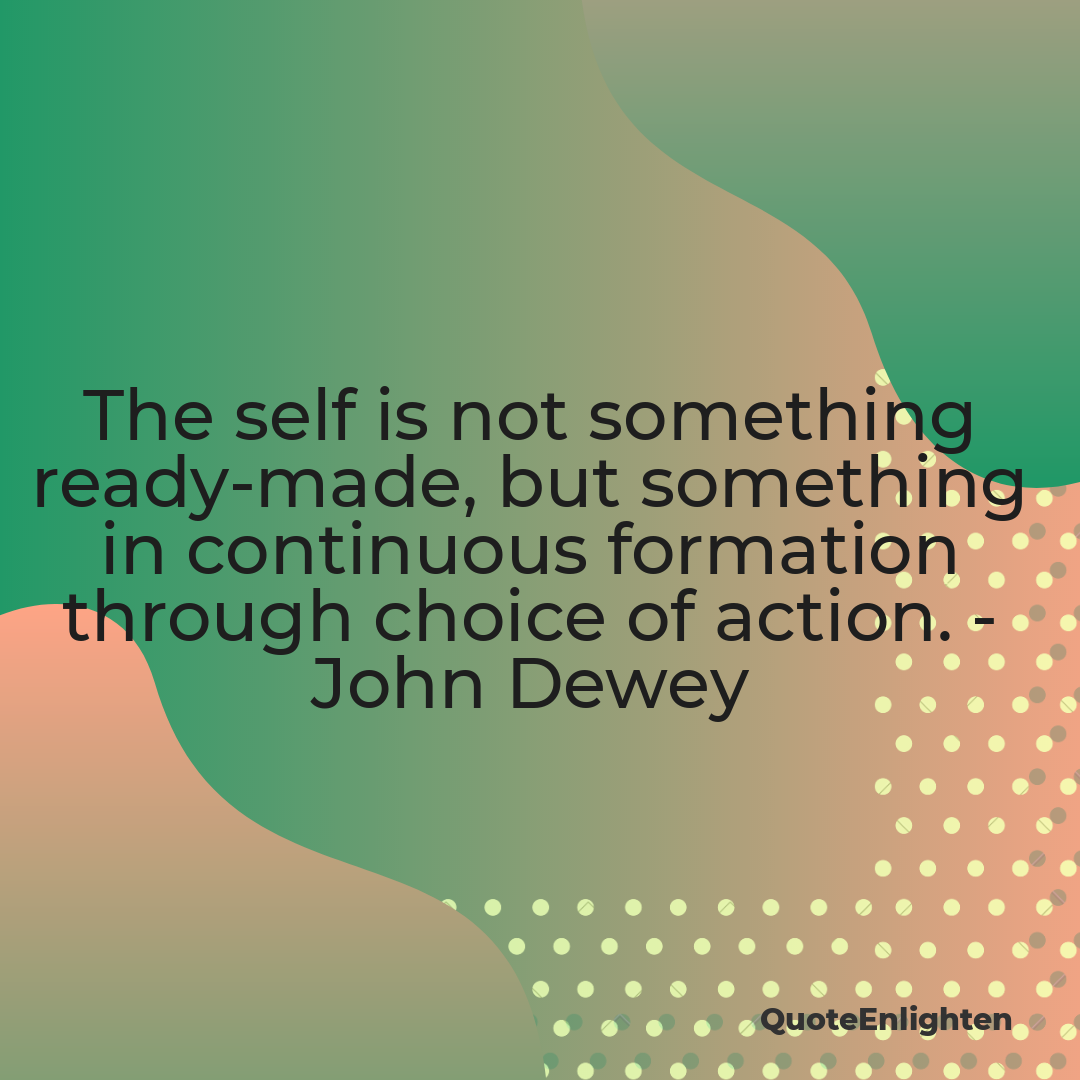 The self is not something
ready-made, but something
in continuous formation
through choice of action. -
John Dewey
QuoteEnlighten